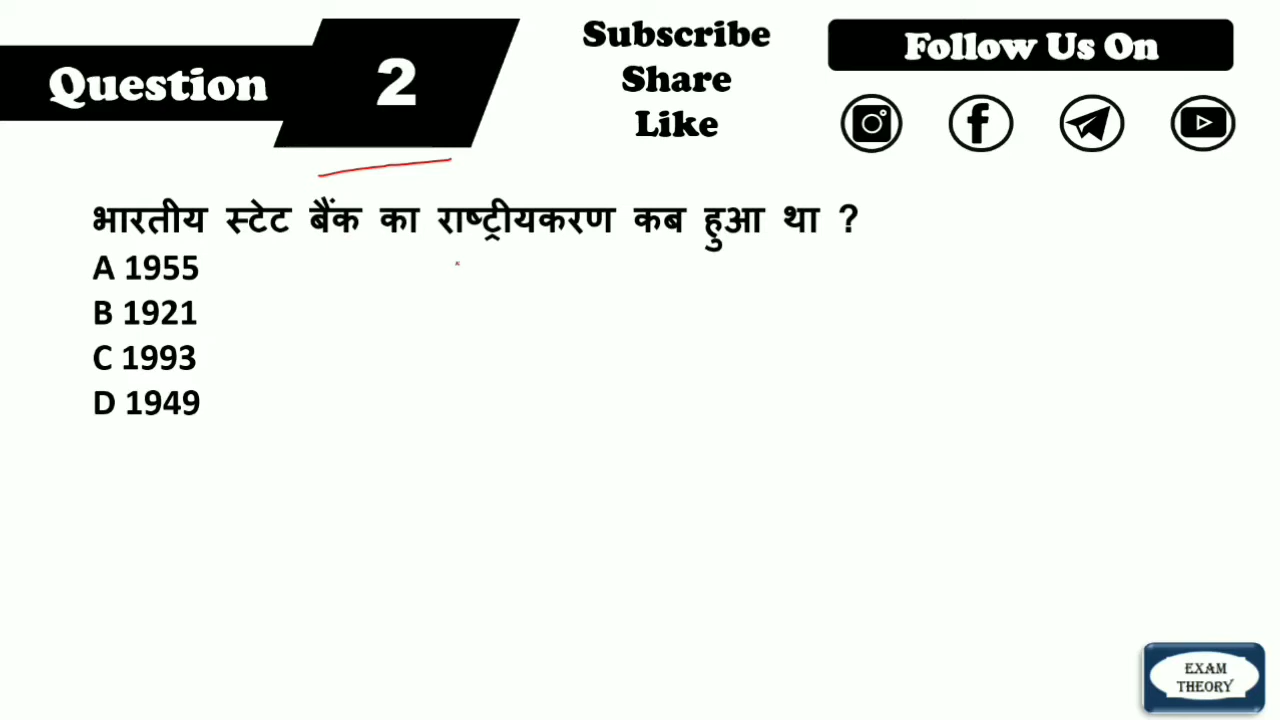 Question
2
Subscribe
Share
Like
Follow Us On
भारतीय स्टेट बैंक का राष्ट्रीयकरण कब हुआ था ?
A 1955
B 1921
C 1993
D 1949
EXAM
THEORY